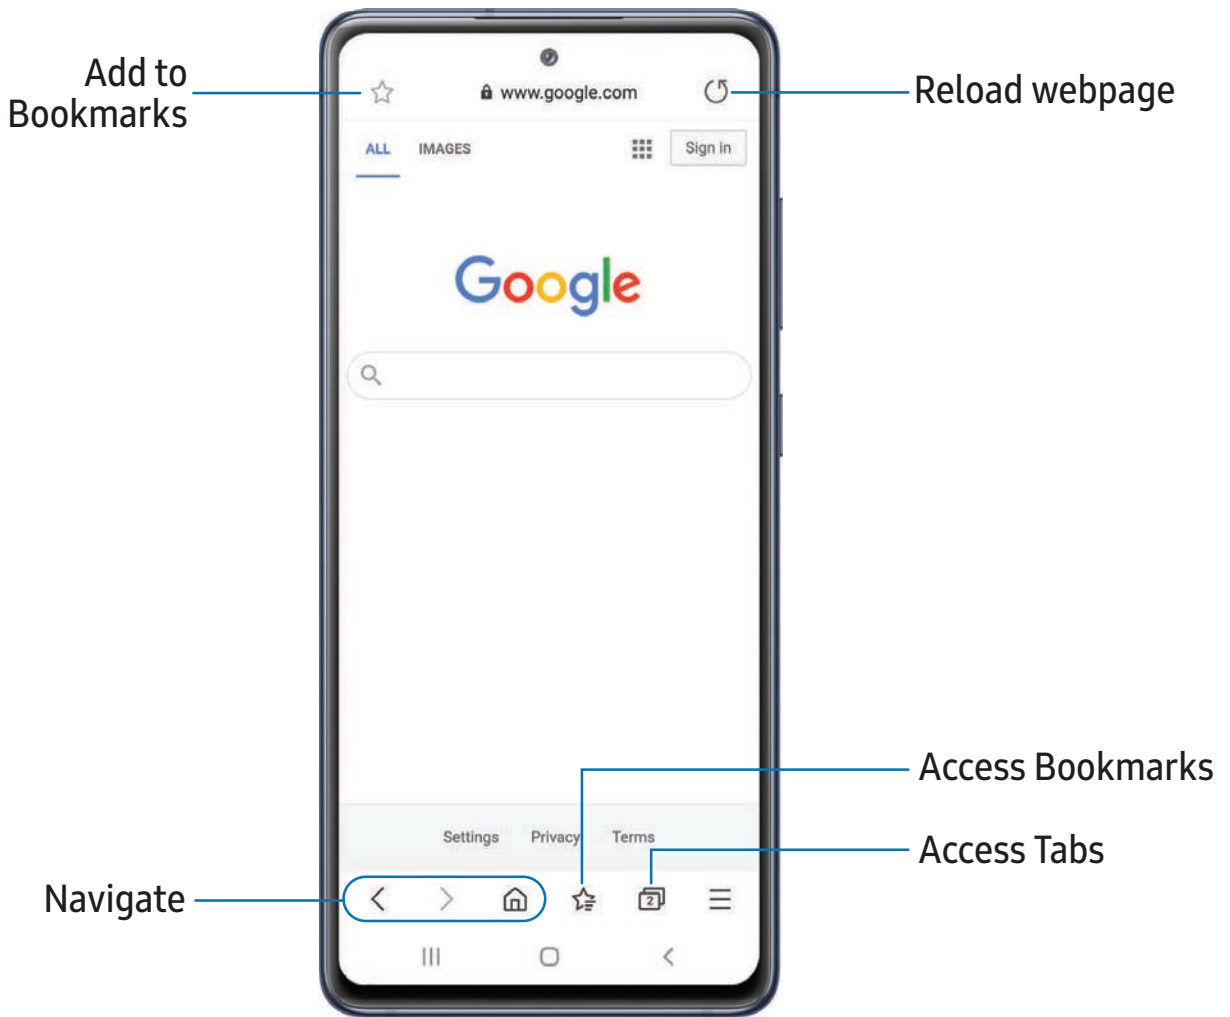 Add to
Bookmarks
www.google.com
Reload webpage
ALL IMAGES Sign in
Google
Access Bookmarks
Settings Privacy Terms
Access Tabs
Navigate
2